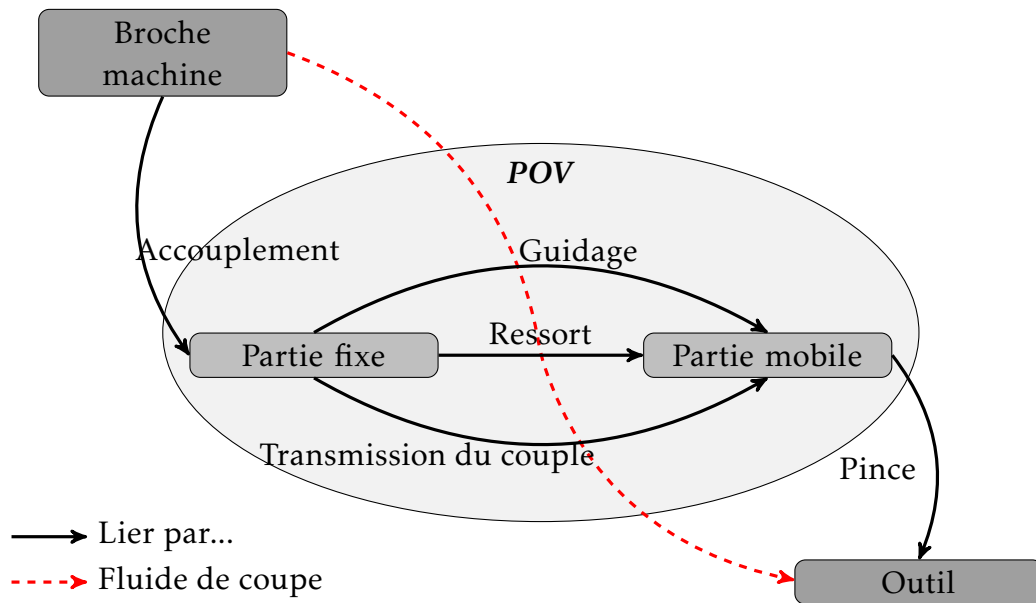 Broche
machine
POV
Accouplement
Guidage
Ressort
Partie fixe
Partie mobile
Transmission du couple
Pince
Lier par...
Fluide de coupe
Outil